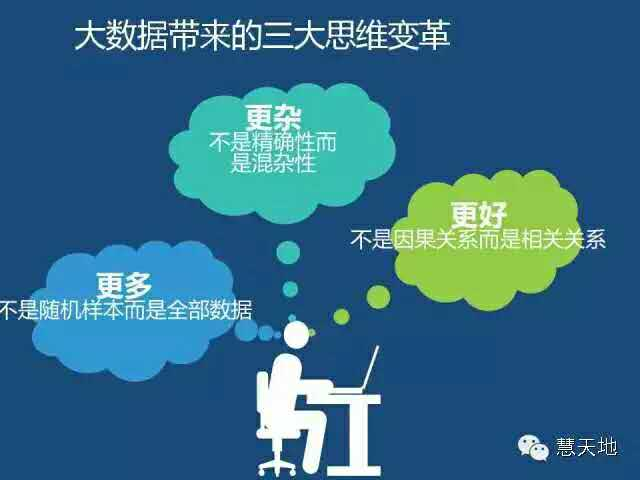 大数据带来的三大思维变革
更杂
不是精确性而
是混杂性
更好
不是因果关系而是相关关系
更多
不是随机样本而是全部数据
慧天地